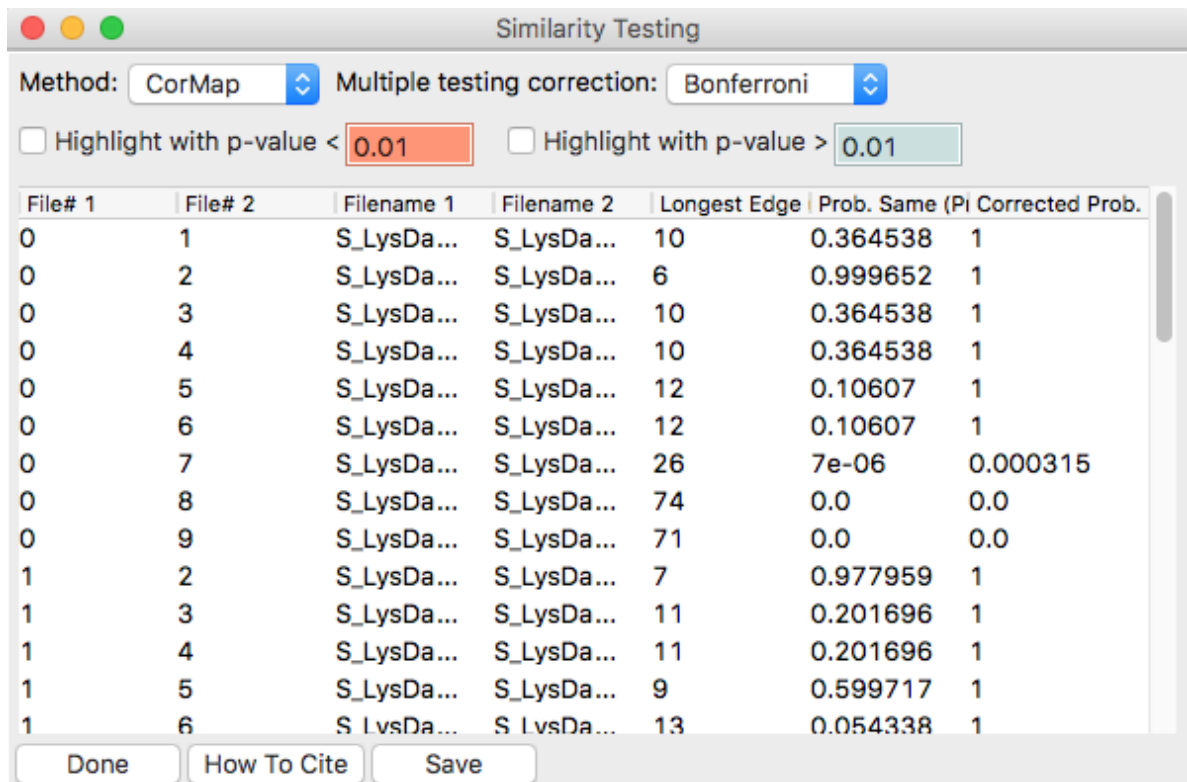 Similarity Testing
Method: CorMap Multiple testing correction: Bonferroni
Highlight with p-value < 0.01 Highlight with p-value > 0.01
File# 1 File# 2 Filename 1 Filename 2 Longest Edge ( Prob. Same (Pr Corrected Prob.
0 1 S_LysDa... S_LysDa... 10 0.364538 1
0 2 S_LysDa... S_LysDa... 6 0.999652 1
0 3 S_LysDa... S_LysDa... 10 0.364538 1
0 4 S_LysDa... S_LysDa... 10 0.364538 1
0 5 S_LysDa... S_LysDa... 12 0.10607 1
0 6 S_LysDa... S_LysDa... 12 0.10607 1
0 7 S_LysDa... S_LysDa... 26 7e-06 0.000315
0 8 S_LysDa... S_LysDa... 74 0.0 0.0
0 9 S_LysDa... S_LysDa... 71 0.0 0.0
1 2 S_LysDa... S_LysDa... 7 0.977959 1
1 3 S_LysDa... S_LysDa... 11 0.201696 1
1 4 S_LysDa... S_LysDa... 11 0.201696 1
1 5 S_LysDa... S_LysDa... 9 0.599717 1
1 6 S_LysDa... S_LysDa... 13 0.054338 1
Done How To Cite Save